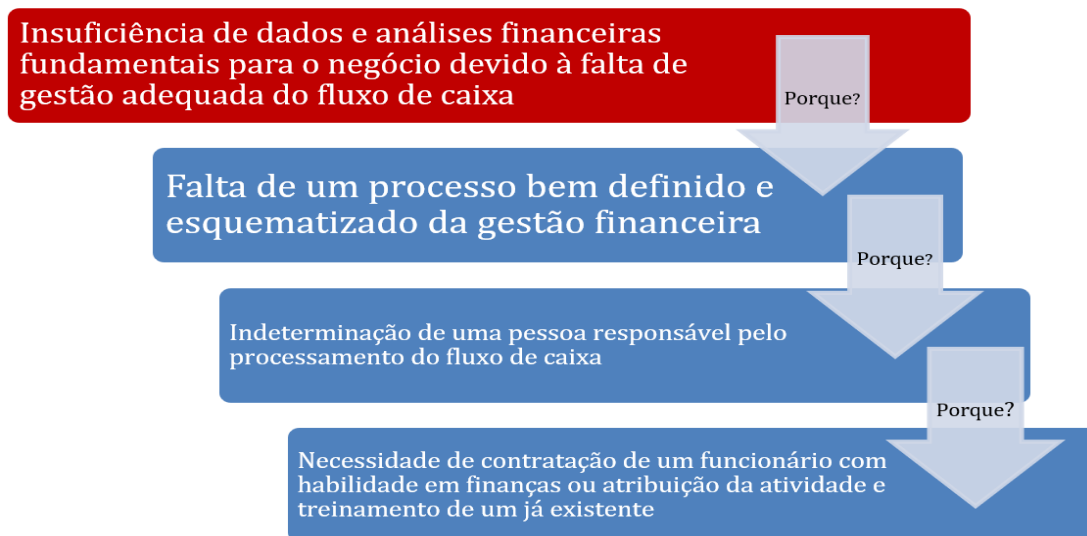 Insuficiência de dados e análises financeiras
fundamentais para o negócio devido à falta de
gestão adequada do fluxo de caixa
Porque?
Falta de um processo bem definido e
esquematizado da gestão financeira
Porque?
Indeterminação de uma pessoa responsável pelo
processamento do fluxo de caixa
Porque?
Necessidade de contratação de um funcionário com
habilidade em finanças ou atribuição da atividade e
treinamento de um já existente